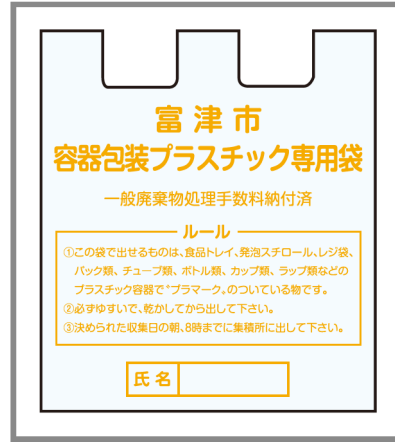 富津市
容器包装プラスチック専用袋
一般廃棄物処理手数料納付済
ルール
①この袋で出せるものは、食品トレイ、発泡スチロール、レジ袋、
パック類、チューブ類、ボトル類、カップ類、ラップ類などの
プラスチック容器で“プラマーク”のついている物です。
②必ずゆすいで、乾かしてから出して下さい。
③決められた収集日の朝、8時までに集積所に出して下さい。
氏名